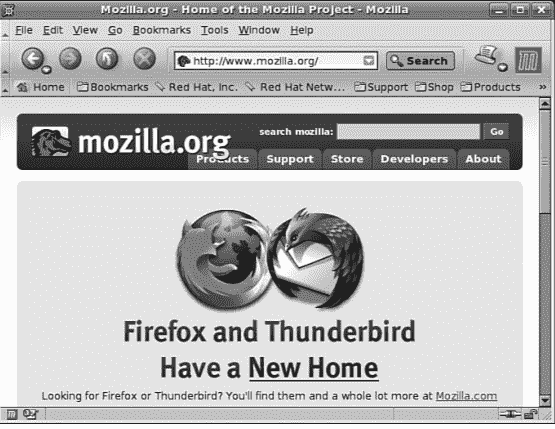 Mozilla.org - Home of the Mozilla Project - Mozilla
File Edit View Go Bookmarks Tools Window Help
http://www.mozilla.org/ Search
Home Bookmarks Red Hat, Inc. Red Hat Netw... Support Shop Products »
mozilla.org search mozilla: Go
Products Support Store Developers About
Firefox and Thunderbird
Have a New Home
Looking for Firefox or Thunderbird? You'll find them and a whole lot more at Mozilla.com